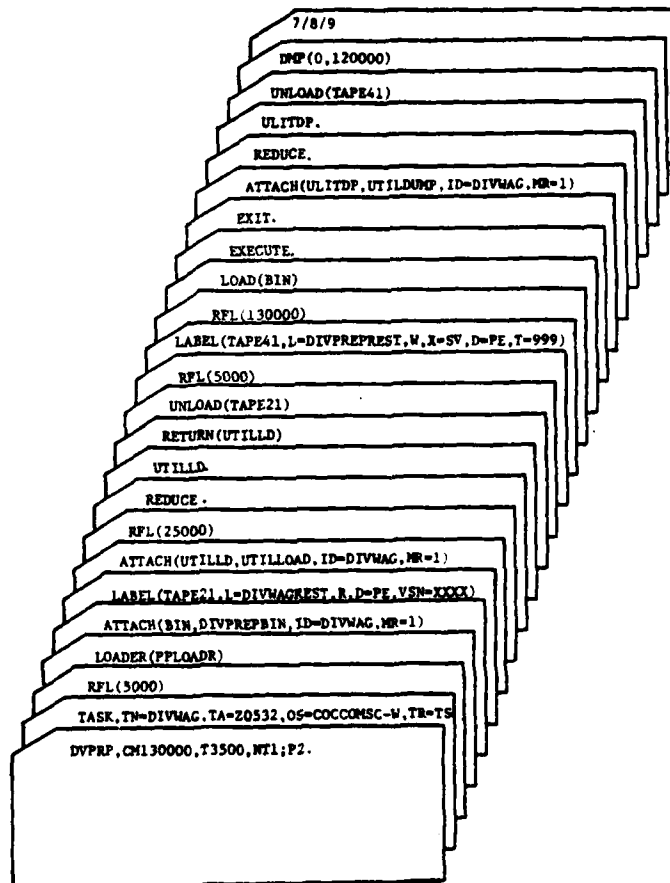 7/8/9
DMP(0,120000)
UNLOAD(TAPE41)
ULITDP.
REDUCE.
ATTACH(ULITDP,UTILDUMP,ID=DIVWAG,MR=1)
EXIT.
EXECUTE.
LOAD(BIN)
RFL(130000)
LABEL(TAPE41,L=DIVPREPREST,W,X=SV,D=PE,T=999)
RFL(5000)
UNLOAD(TAPE21)
RETURN(UTILLD)
UTILLD.
REDUCE.
RFL(25000)
ATTACH(UTILLD,UTILLOAD,ID=DIVWAG,MR=1)
LABEL(TAPE21,L=DIVWAGREST,R,D=PE,VSN=XXXX)
ATTACH(BIN,DIVPREPBIN,ID=DIVWAG,MR=1)
LOADER(PPLOADR)
RFL(5000)
TASK,TN=DIVWAG,TA=ZQ532,OS=COCCOMSC-W,TR=TS
DVPRP,CM130000,T3500,NT1;P2.